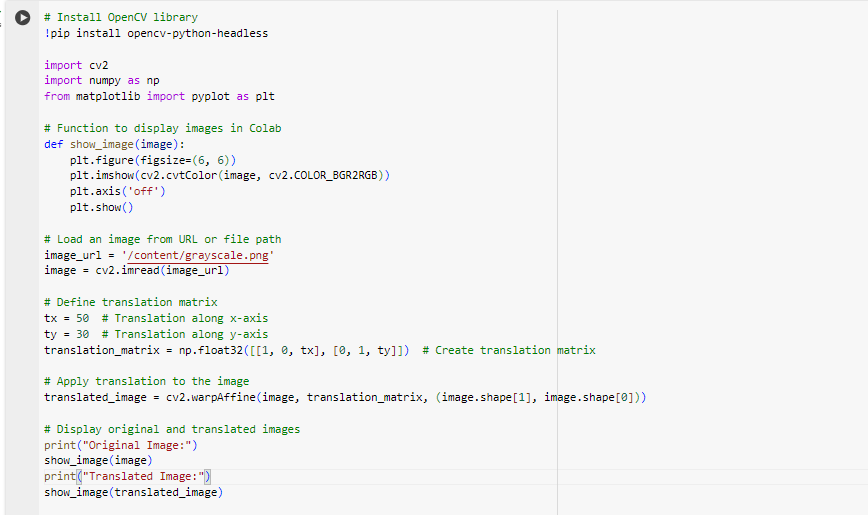 # Install OpenCV library
!pip install opencv-python-headless
import cv2
import numpy as np
from matplotlib import pyplot as plt
# Function to display images in Colab
def show_image(image):
    plt.figure(figsize=(6, 6))
    plt.imshow(cv2.cvtColor(image, cv2.COLOR_BGR2RGB))
    plt.axis('off')
    plt.show()
# Load an image from URL or file path
image_url = '/content/grayscale.png'
image = cv2.imread(image_url)
# Define translation matrix
tx = 50  # Translation along x-axis
ty = 30  # Translation along y-axis
translation_matrix = np.float32([[1, 0, tx], [0, 1, ty]])  # Create translation matrix
# Apply translation to the image
translated_image = cv2.warpAffine(image, translation_matrix, (image.shape[1], image.shape[0]))
# Display original and translated images
print("Original Image:")
show_image(image)
print("Translated Image:")
show_image(translated_image)